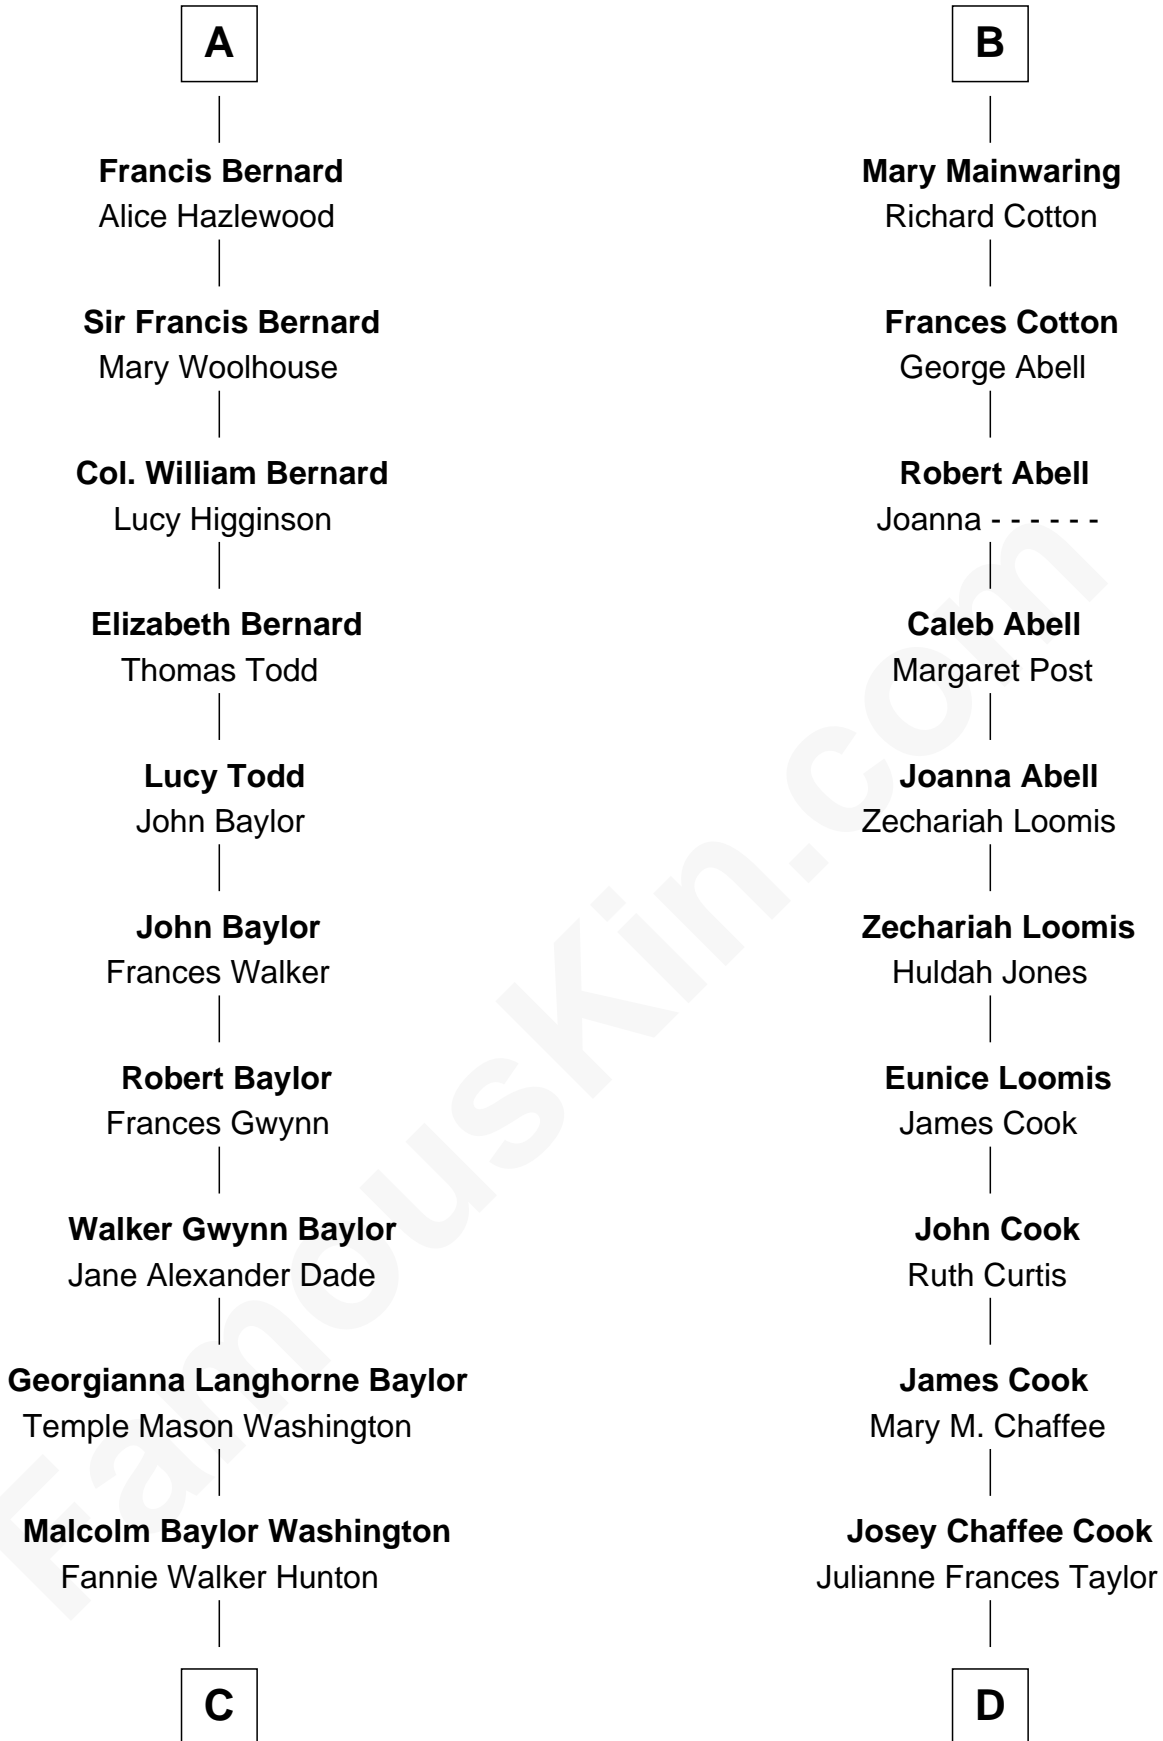 A
Francis Bernard
Alice Hazlewood
Sir Francis Bernard
Mary Woolhouse
Col. William Bernard
Lucy Higginson
Elizabeth Bernard
Thomas Todd
Lucy Todd
John Baylor
John Baylor
Frances Walker
Robert Baylor
Frances Gwynn
Walker Gwynn Baylor
Jane Alexander Dade
Georgianna Langhorne Baylor
Temple Mason Washington
Malcolm Baylor Washington
Fannie Walker Hunton
C
B
Mary Mainwaring
Richard Cotton
Frances Cotton
George Abell
Robert Abell
Joanna - - - - - -
Caleb Abell
Margaret Post
Joanna Abell
Zechariah Loomis
Zechariah Loomis
Huldah Jones
Eunice Loomis
James Cook
John Cook
Ruth Curtis
James Cook
Mary M. Chaffee
Josey Chaffee Cook
Julianne Frances Taylor
D
FamousKin.com